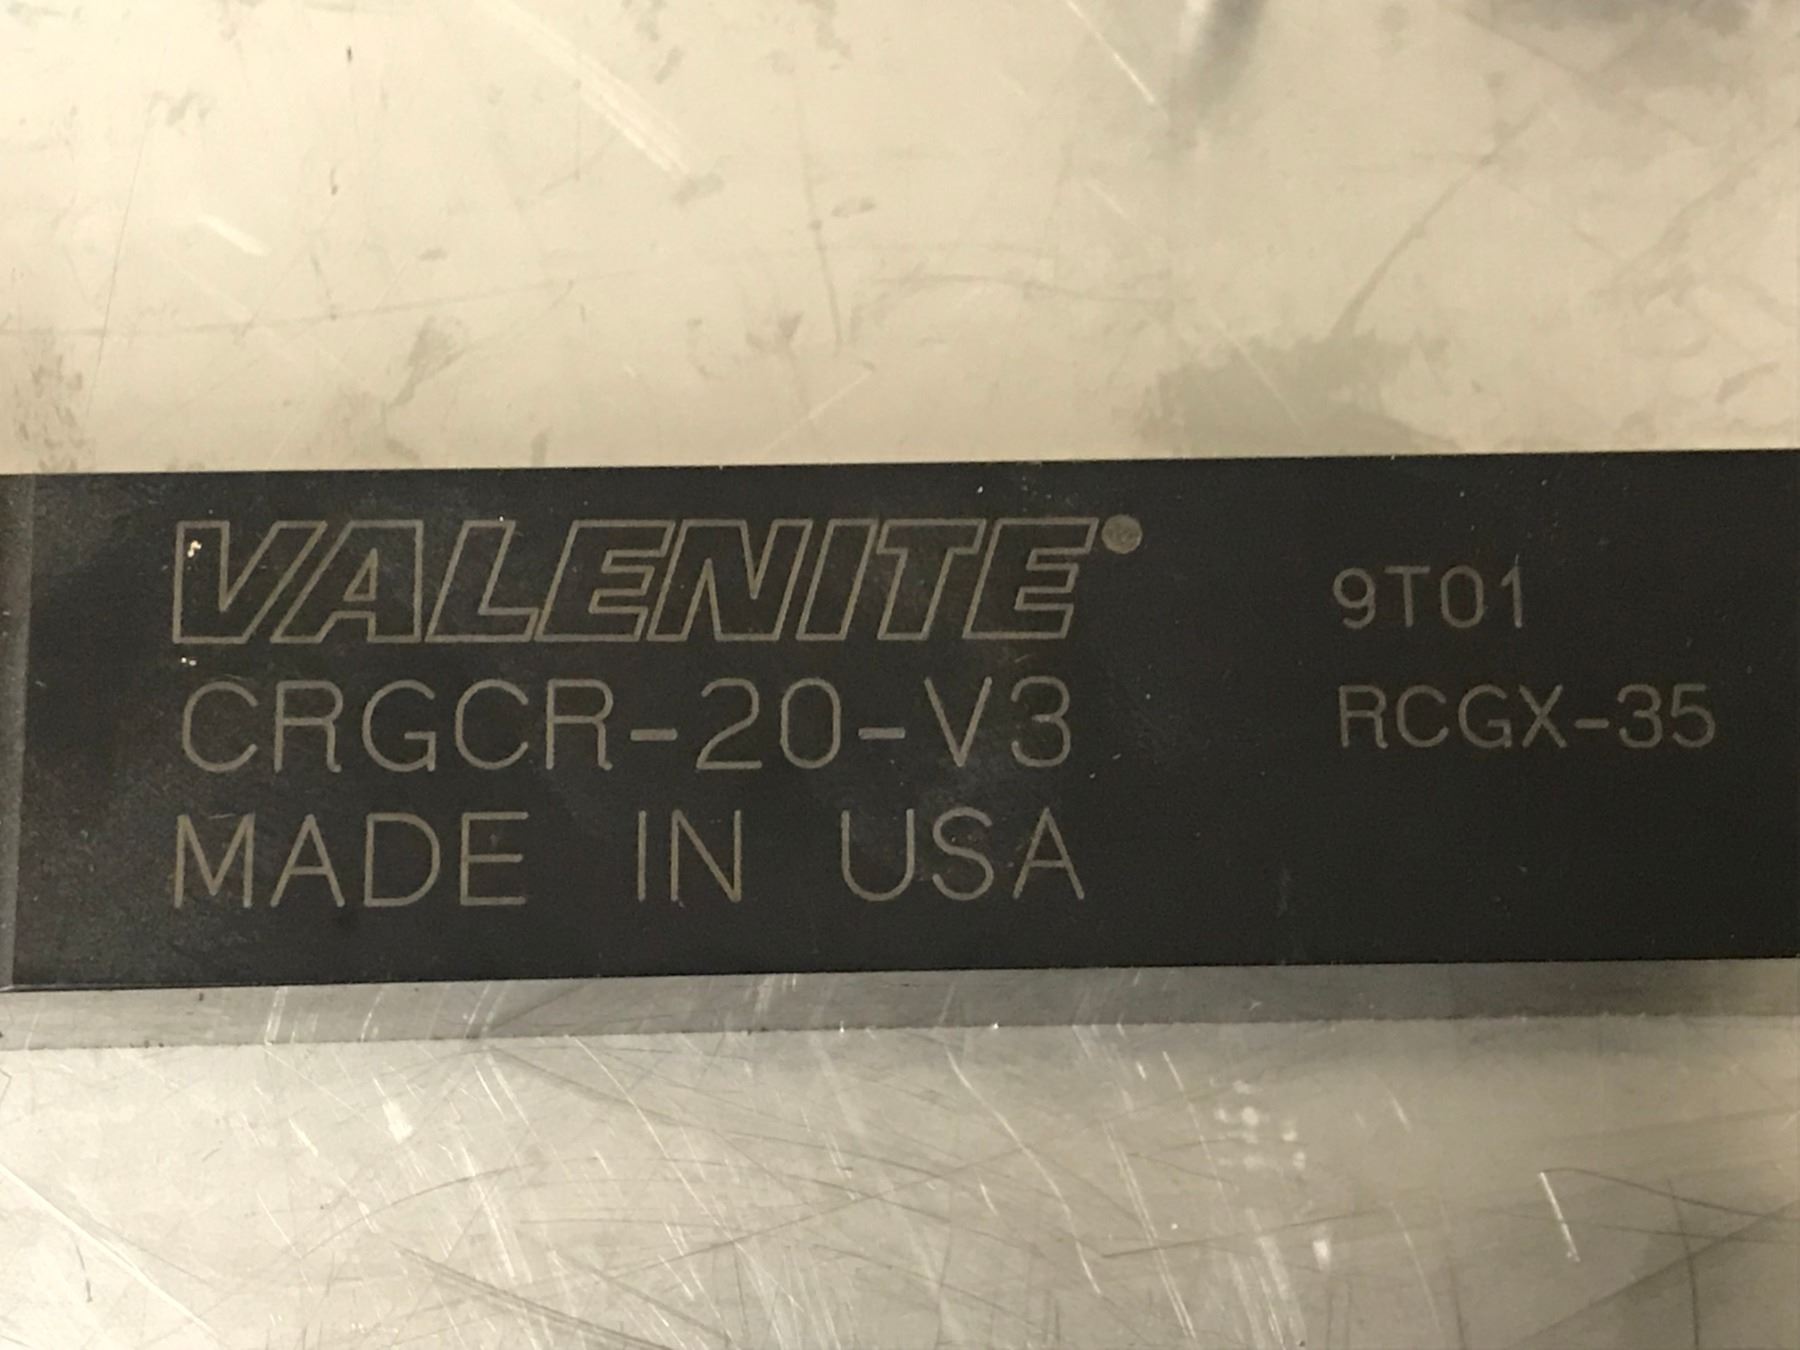 VALENITE®
CRGCR-20-V3
MADE IN USA
9T01
RCGX-35